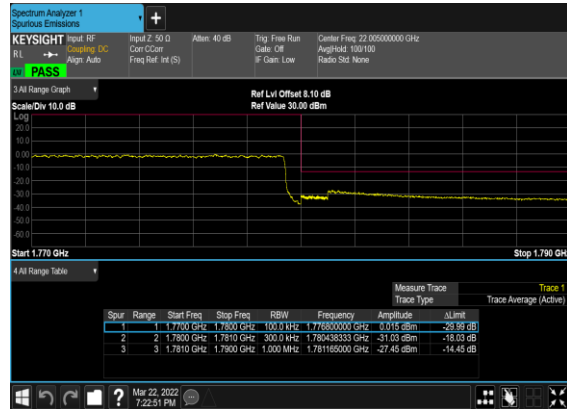 Spectrum Analyzer 1
Spurious Emissions
+
KEYSIGHT Input: RF Input Z: 50 Ω Atten: 40 dB Trig: Free Run Center Freq: 22.005000000 GHz
RL Coupling: DC Corr CCorr Gate: Off Avg|Hold: 100/100
Align: Auto Freq Ref: Int (S) IF Gain: Low Radio Std: None
PASS
3 All Range Graph
Ref Lvl Offset 8.10 dB
Scale/Div 10.0 dB Ref Value 30.00 dBm
Log
20.0
10.0
0.00
-10.0
-20.0
-30.0
-40.0
-50.0
-60.0
Start 1.770 GHz Stop 1.790 GH
4 All Range Table
Measure Trace Trace 1
Trace Type Trace Average (Active)
Spur Range Start Freq Stop Freq RBW Frequency Amplitude ΔLimit
1 1 1.7700 GHz 1.7800 GHz 100.0 kHz 1.776800000 GHz 0.015 dBm -29.99 dB
2 2 1.7800 GHz 1.7810 GHz 300.0 kHz 1.780438333 GHz -31.03 dBm -18.03 dB
3 3 1.7810 GHz 1.7900 GHz 1.000 MHz 1.781165000 GHz -27.45 dBm -14.45 dB
? Mar 22, 2022
7:22:51 PM